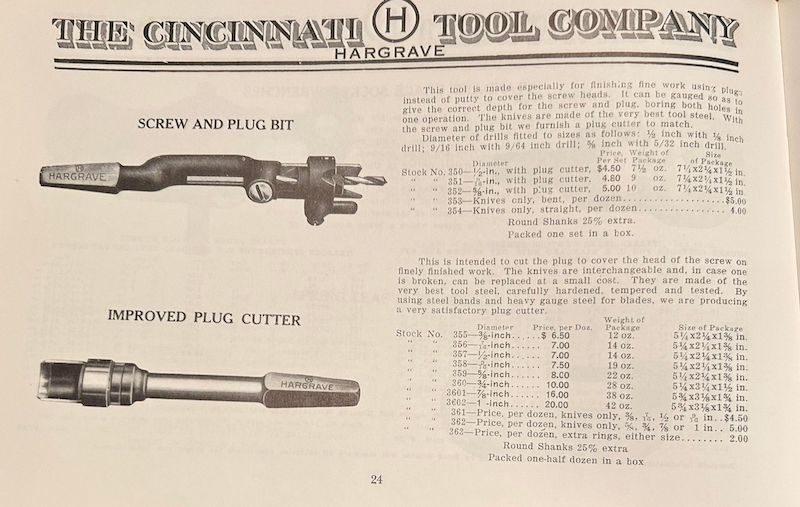 THE CINCINNATI H TOOL COMPANY
HARGRAVE
SCREW AND PLUG BIT
H
HARGRAVE
This tool is made especially for finishing fine work using plugs
instead of putty to cover the screw heads. It can be gauged so as to
give the correct depth for the screw and plug, boring both holes in
one operation. The knives are made of the very best tool steel. With
the screw and plug bit we furnish a plug cutter to match.
Diameter of drills fitted to sizes as follows: ½ inch with ⅛ inch
drill; 9/16 inch with 9/64 inch drill; ⅝ inch with 5/32 inch drill.
Price, Weight of Size
Diameter Per Set Package of Package
Stock No. 350—½-in., with plug cutter, $4.50 7½ oz. 7¼x2¼x1½ in.
" " 351—9/16-in., with plug cutter, 4.80 9 oz. 7¼x2¼x1½ in.
" " 352—⅝-in., with plug cutter, 5.00 10 oz. 7¼x2¼x1½ in.
" " 353—Knives only, bent, per dozen....................$5.00
" " 354—Knives only, straight, per dozen................ 4.00
Round Shanks 25% extra.
Packed one set in a box.
IMPROVED PLUG CUTTER
H
HARGRAVE
This is intended to cut the plug to cover the head of the screw on
finely finished work. The knives are interchangeable and, in case one
is broken, can be replaced at a small cost. They are made of the
very best tool steel, carefully hardened, tempered and tested. By
using steel bands and heavy gauge steel for blades, we are producing
a very satisfactory plug cutter.
Weight of
Diameter Price, per Doz. Package Size of Package
Stock No. 355—⅜-inch......$ 6.50 12 oz. 5¼x2¼x1⅜ in.
" " 356—7/16-inch...... 7.00 14 oz. 5¼x2¼x1⅜ in.
" " 357—½-inch...... 7.00 14 oz. 5¼x2¼x1⅜ in.
" " 358—9/16-inch...... 7.50 19 oz. 5¼x2¼x1⅜ in.
" " 359—⅝-inch...... 8.00 22 oz. 5¼x2¼x1⅜ in.
" " 360—¾-inch...... 10.00 28 oz. 5¼x3¼x1½ in.
" " 3601—⅞-inch...... 16.00 38 oz. 5¾x3⅛x1¾ in.
" " 3602—1 -inch...... 20.00 42 oz. 5¾x3⅛x1¾ in.
" " 361—Price, per dozen, knives only, ⅜, 7/16, ½ or 9/16 in..$4.50
" " 362—Price, per dozen, knives only, ⅝, ¾, ⅞ or 1 in.. 5.00
" " 363—Price, per dozen, extra rings, either size........ 2.00
Round Shanks 25% extra
Packed one-half dozen in a box
24